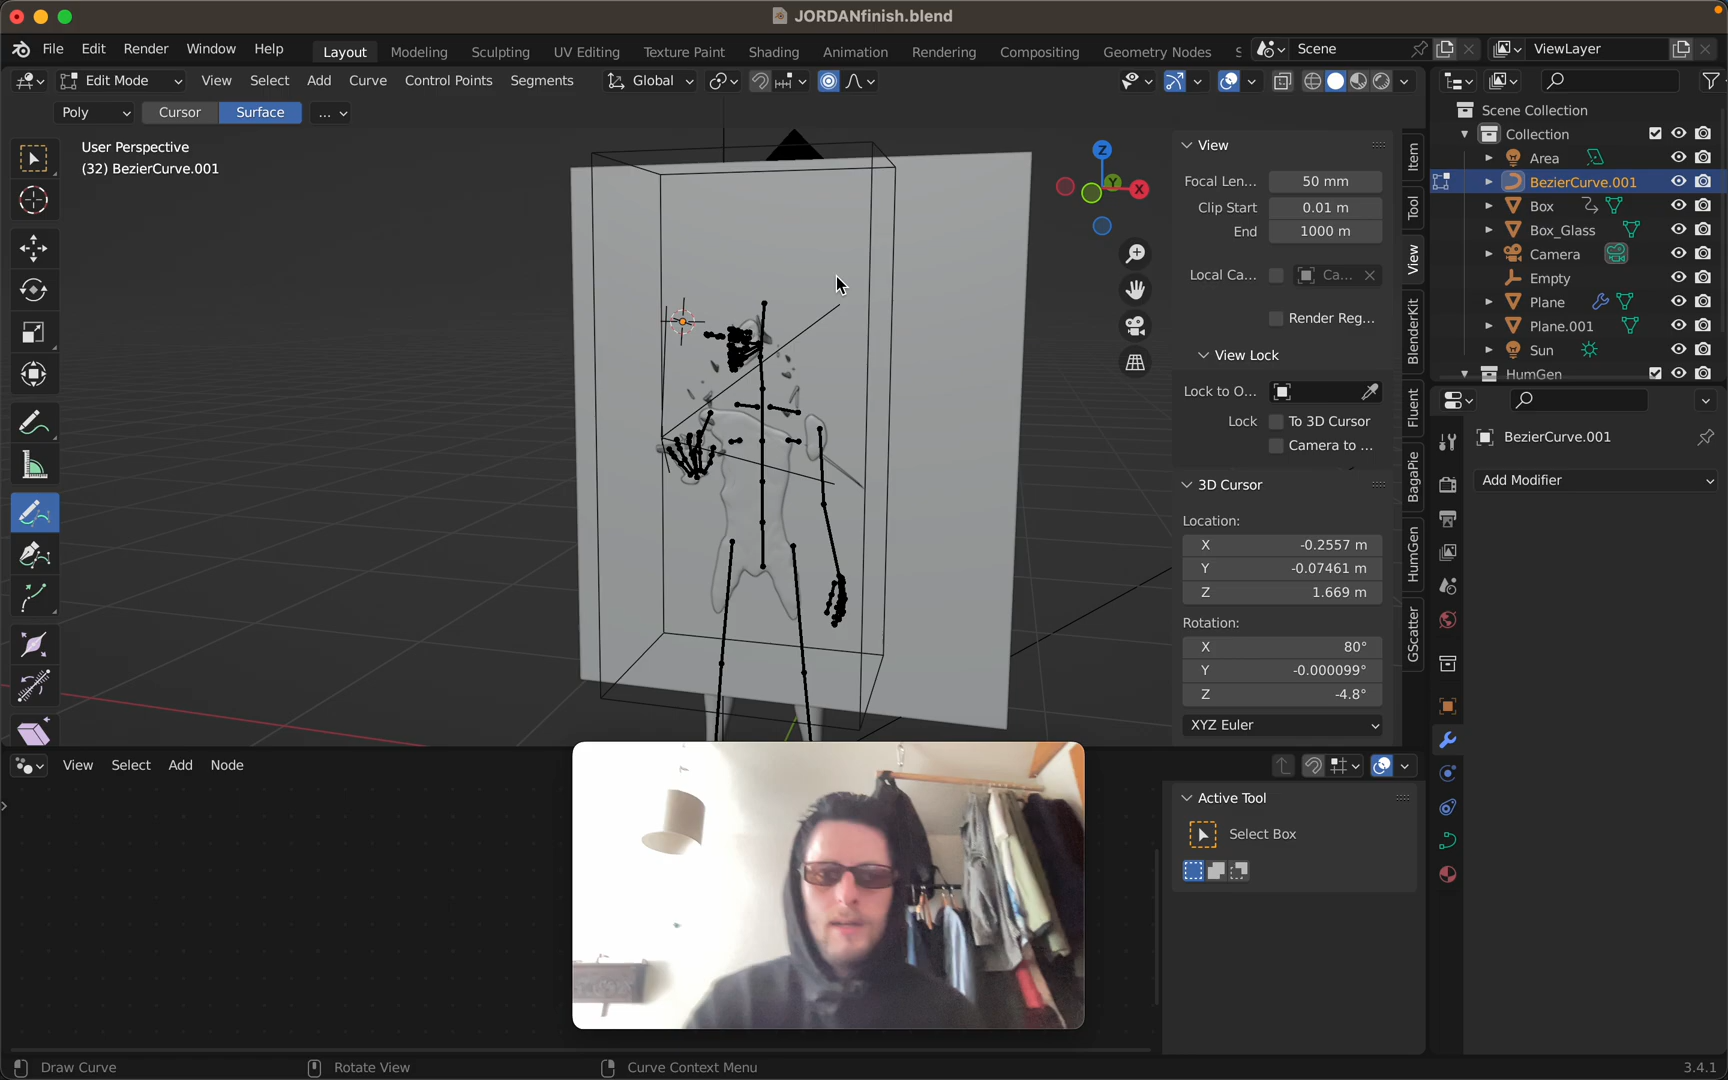 JORDANfinish.blend
File Edit Render Window Help
Layout Modeling Sculpting UV Editing Texture Paint Shading Animation Rendering Compositing Geometry Nodes S
Scene
ViewLayer
Edit Mode View Select Add Curve Control Points Segments
Global
Poly
Cursor
Surface
...
User Perspective
(32) BezierCurve.001
Z
Y
X
View
Focal Len... 50 mm
Clip Start 0.01 m
End 1000 m
Local Ca... Ca...
Render Reg...
View Lock
Lock to O...
Lock To 3D Cursor
Camera to ...
3D Cursor
Location:
X -0.2557 m
Y -0.07461 m
Z 1.669 m
Rotation:
X 80°
Y -0.000099°
Z -4.8°
XYZ Euler
Item
Tool
View
BlenderKit
Fluent
BagaPie
HumGen
GScatter
Scene Collection
Collection
Area
BezierCurve.001
Box
Box_Glass
Camera
Empty
Plane
Plane.001
Sun
HumGen
BezierCurve.001
Add Modifier
View Select Add Node
Active Tool
Select Box
Draw Curve
Rotate View
Curve Context Menu
3.4.1